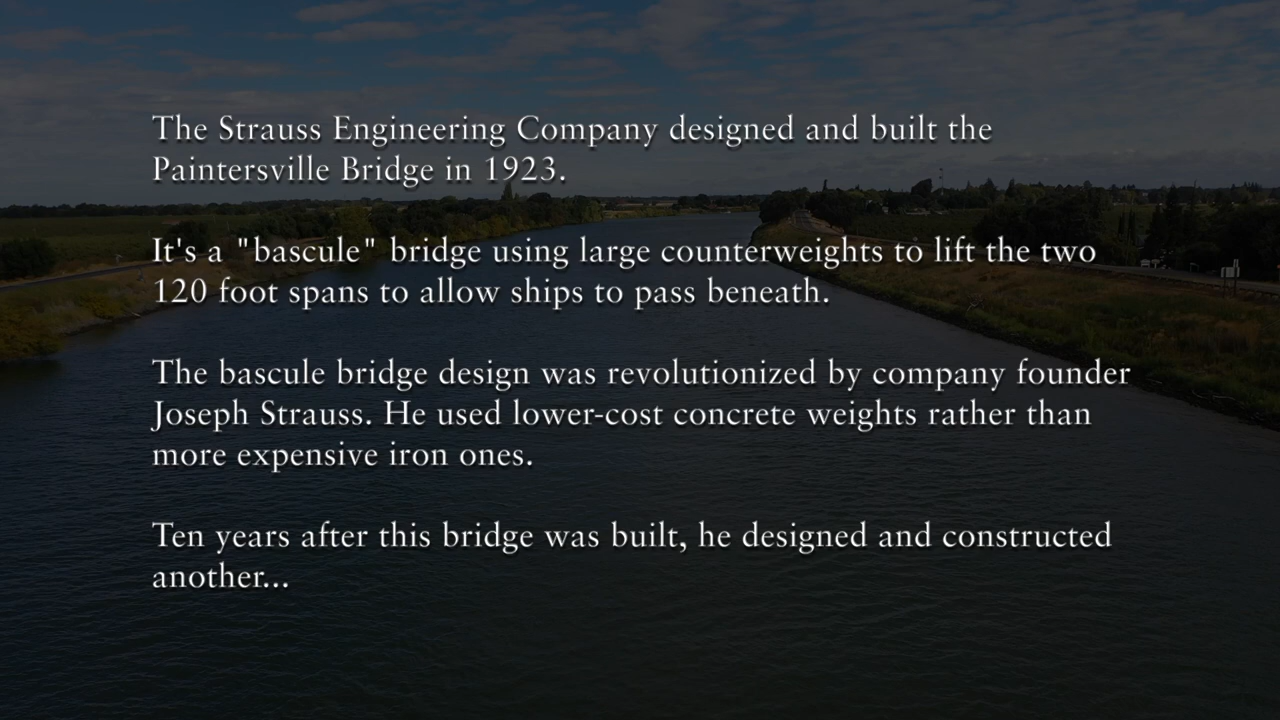 The Strauss Engineering Company designed and built the
Paintersville Bridge in 1923.
It's a "bascule" bridge using large counterweights to lift the two
120 foot spans to allow ships to pass beneath.
The bascule bridge design was revolutionized by company founder
Joseph Strauss. He used lower-cost concrete weights rather than
more expensive iron ones.
Ten years after this bridge was built, he designed and constructed
another...